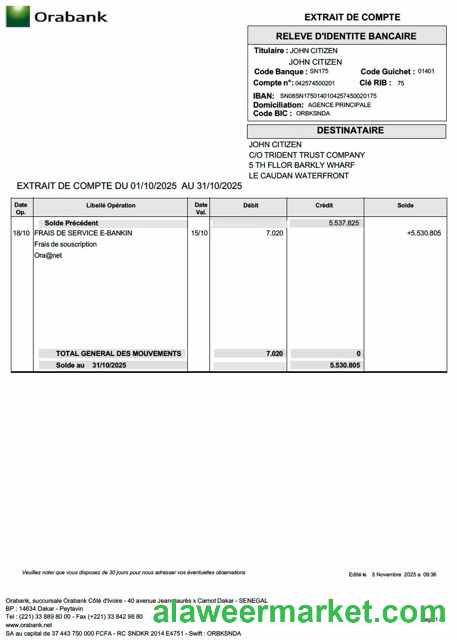 Orabank
EXTRAIT DE COMPTE
RELEVE D'IDENTITE BANCAIRE
Titulaire : JOHN CITIZEN
JOHN CITIZEN
Code Banque : SN175 Code Guichet : 01401
Compte n°: 042574500201 Clé RIB : 75
IBAN: SN08SN1750140104257450020175
Domiciliation: AGENCE PRINCIPALE
Code BIC : ORBKSNDA
DESTINATAIRE
JOHN CITIZEN
C/O TRIDENT TRUST COMPANY
5 TH FLLOR BARKLY WHARF
LE CAUDAN WATERFRONT
EXTRAIT DE COMPTE DU 01/10/2025 AU 31/10/2025
Date Op. Libellé Opération Date Val. Débit Crédit Solde
Solde Précédent 5.537.825
18/10 FRAIS DE SERVICE E-BANKIN 15/10 7.020 +5.530.805
Frais de souscription
Ora@net
TOTAL GENERAL DES MOUVEMENTS 7.020 0
Solde au 31/10/2025 5.530.805
Veuillez noter que vous disposez de 30 jours pour nous adresser vos éventuelles observations
Edité le 5 Novembre 2025 à 09:36
Orabank, succursale Orabank Côte d'Ivoire - 40 avenue Jean Jaurès x Carnot Dakar - SENEGAL
BP : 14634 Dakar - Peytavin
Tel : (221) 33 889 80 00 - Fax (+221) 33 842 98 80
www.orabank.net
SA au capital de 37 443 750 000 FCFA - RC SNDKR 2014 E4751 - Swift : ORBKSNDA
alaweermarket.com